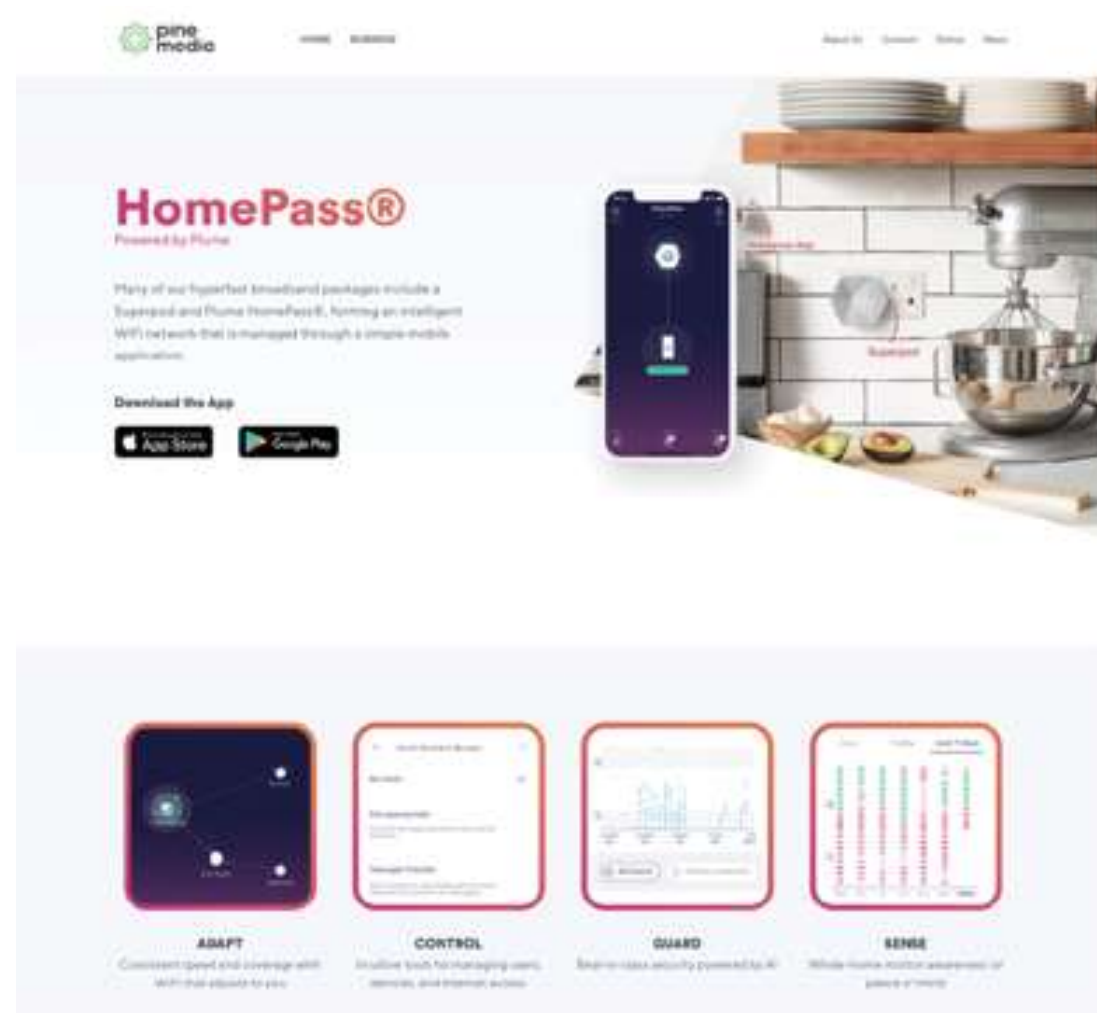 pine
media
HOME BUSINESS
About Us Contact Status News
HomePass®
Powered by Plume
Many of our hyperfast broadband packages include a
Superpod and Plume HomePass®, forming an intelligent
WiFi network that is managed through a simple mobile
application.
Download the App
App Store
Google Play
HomePass App
Superpod
ADAPT
Consistent speed and coverage with
WiFi that adjusts to you
CONTROL
Intuitive tools for managing users,
devices, and internet access
GUARD
Best-in-class security powered by AI
SENSE
Whole-home motion awareness or
peace o' mind